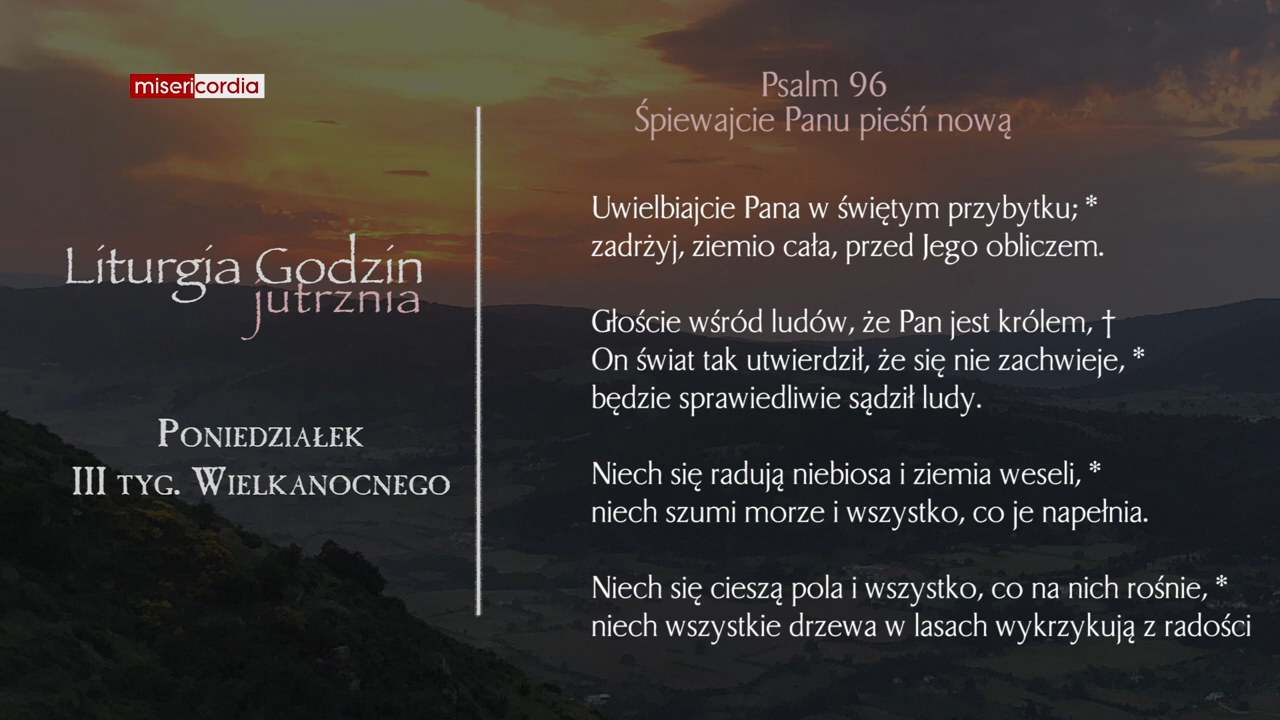 misericordia
Liturgia Godzin
jutrznia
Poniedziałek
III tyg. Wielkanocnego
Psalm 96
Śpiewajcie Panu pieśń nową
Uwielbiajcie Pana w świętym przybytku; *
zadrżyj, ziemio cała, przed Jego obliczem.
Głoście wśród ludów, że Pan jest królem, †
On świat tak utwierdził, że się nie zachwieje, *
będzie sprawiedliwie sądził ludy.
Niech się radują niebiosa i ziemia weseli, *
niech szumi morze i wszystko, co je napełnia.
Niech się cieszą pola i wszystko, co na nich rośnie, *
niech wszystkie drzewa w lasach wykrzykują z radości